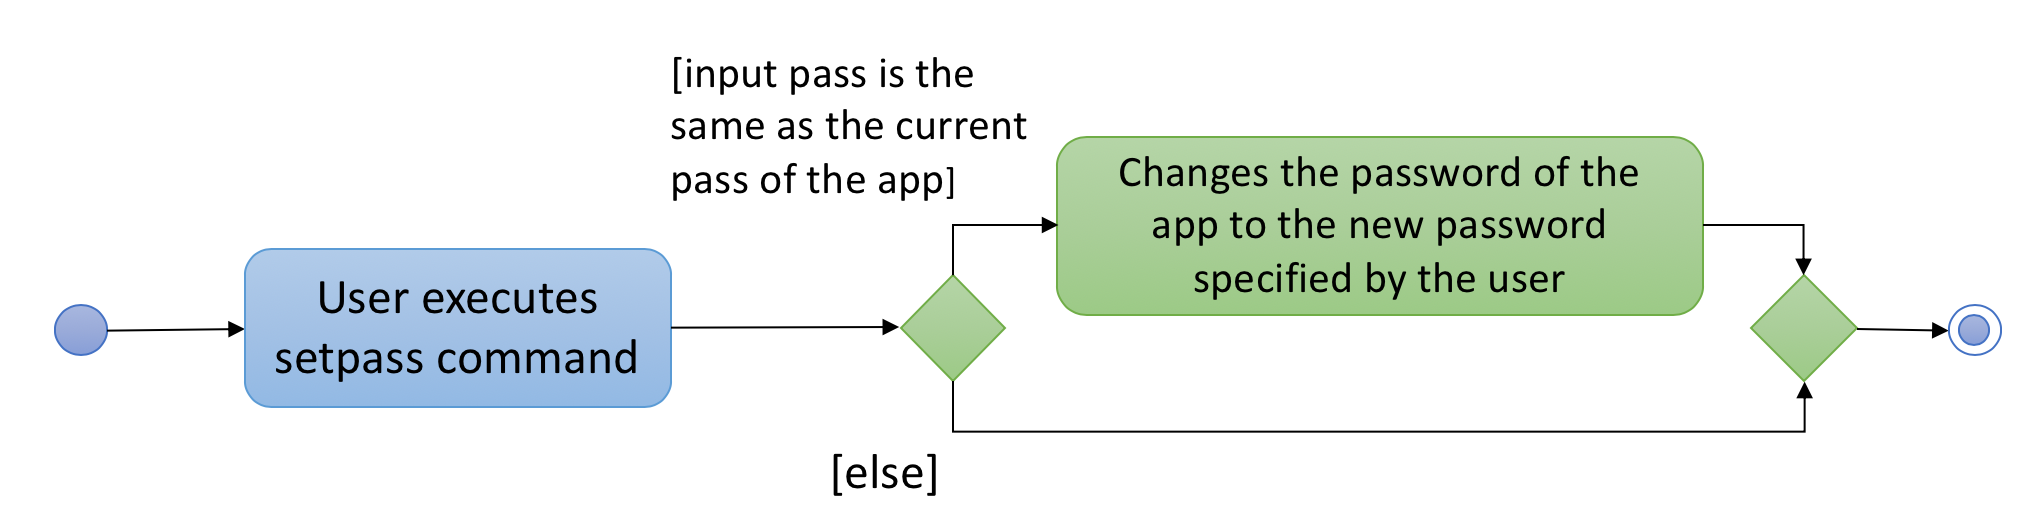 [input pass is the
same as the current
pass of the app]
Changes the password of the
app to the new password
specified by the user
User executes
setpass command
[else]